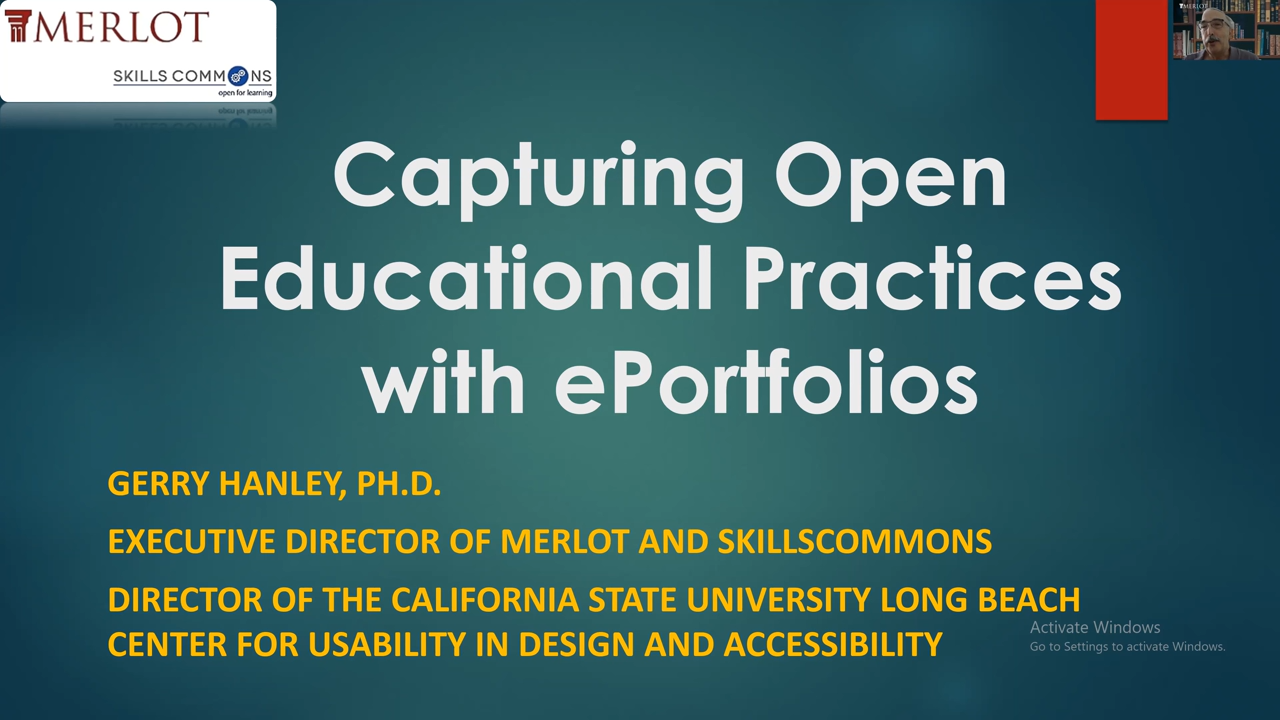 MERLOT
SKILLS COMMONS
open for learning
MERLOT
Capturing Open
Educational Practices
with ePortfolios
GERRY HANLEY, PH.D.
EXECUTIVE DIRECTOR OF MERLOT AND SKILLSCOMMONS
DIRECTOR OF THE CALIFORNIA STATE UNIVERSITY LONG BEACH
CENTER FOR USABILITY IN DESIGN AND ACCESSIBILITY
Activate Windows
Go to Settings to activate Windows.